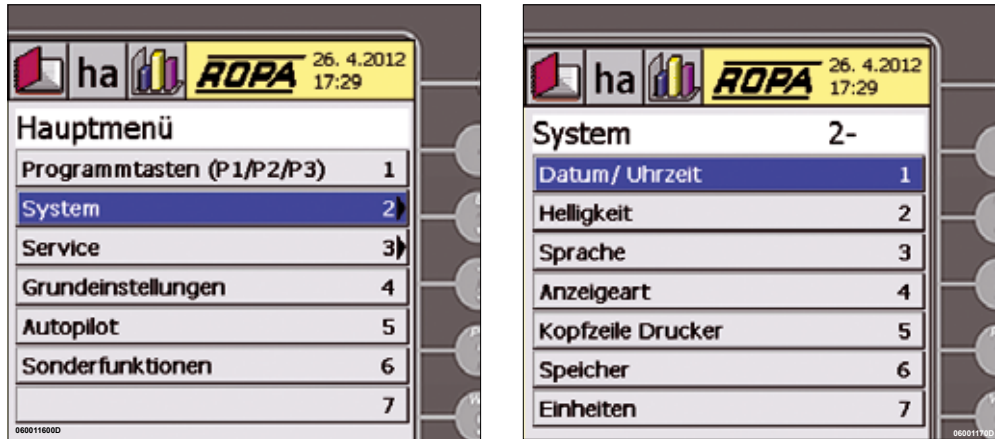 ha ROPA 26. 4.2012
17:29
Hauptmenü
Programmtasten (P1/P2/P3) 1
System 2
Service 3
Grundeinstellungen 4
Autopilot 5
Sonderfunktionen 6
7
060011600D
ha ROPA 26. 4.2012
17:29
System 2-
Datum/ Uhrzeit 1
Helligkeit 2
Sprache 3
Anzeigeart 4
Kopfzeile Drucker 5
Speicher 6
Einheiten 7
06001170D